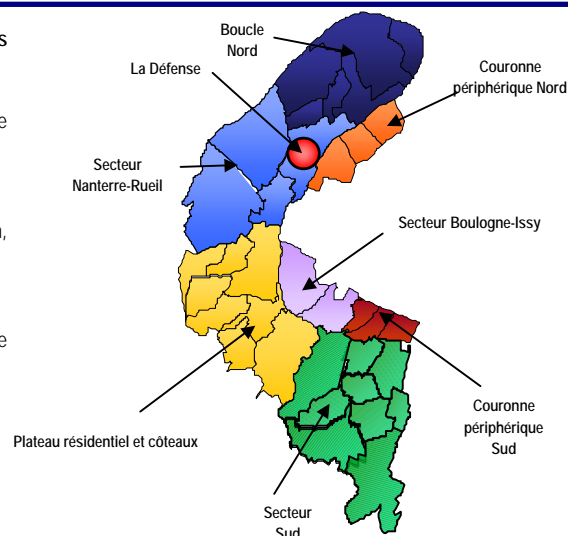 s
Boucle
Nord
La Défense
Couronne
périphérique Nord
e
Secteur
Nanterre-Rueil
Secteur Boulogne-Issy
,
e
Plateau résidentiel et côteaux
Couronne
périphérique
Sud
Secteur
Sud